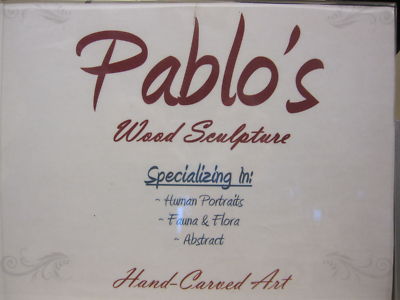 Pablo's
Wood Sculpture
Specializing In:
~ Human Portraits
~ Fauna & Flora
~ Abstract
Hand-Carved Art